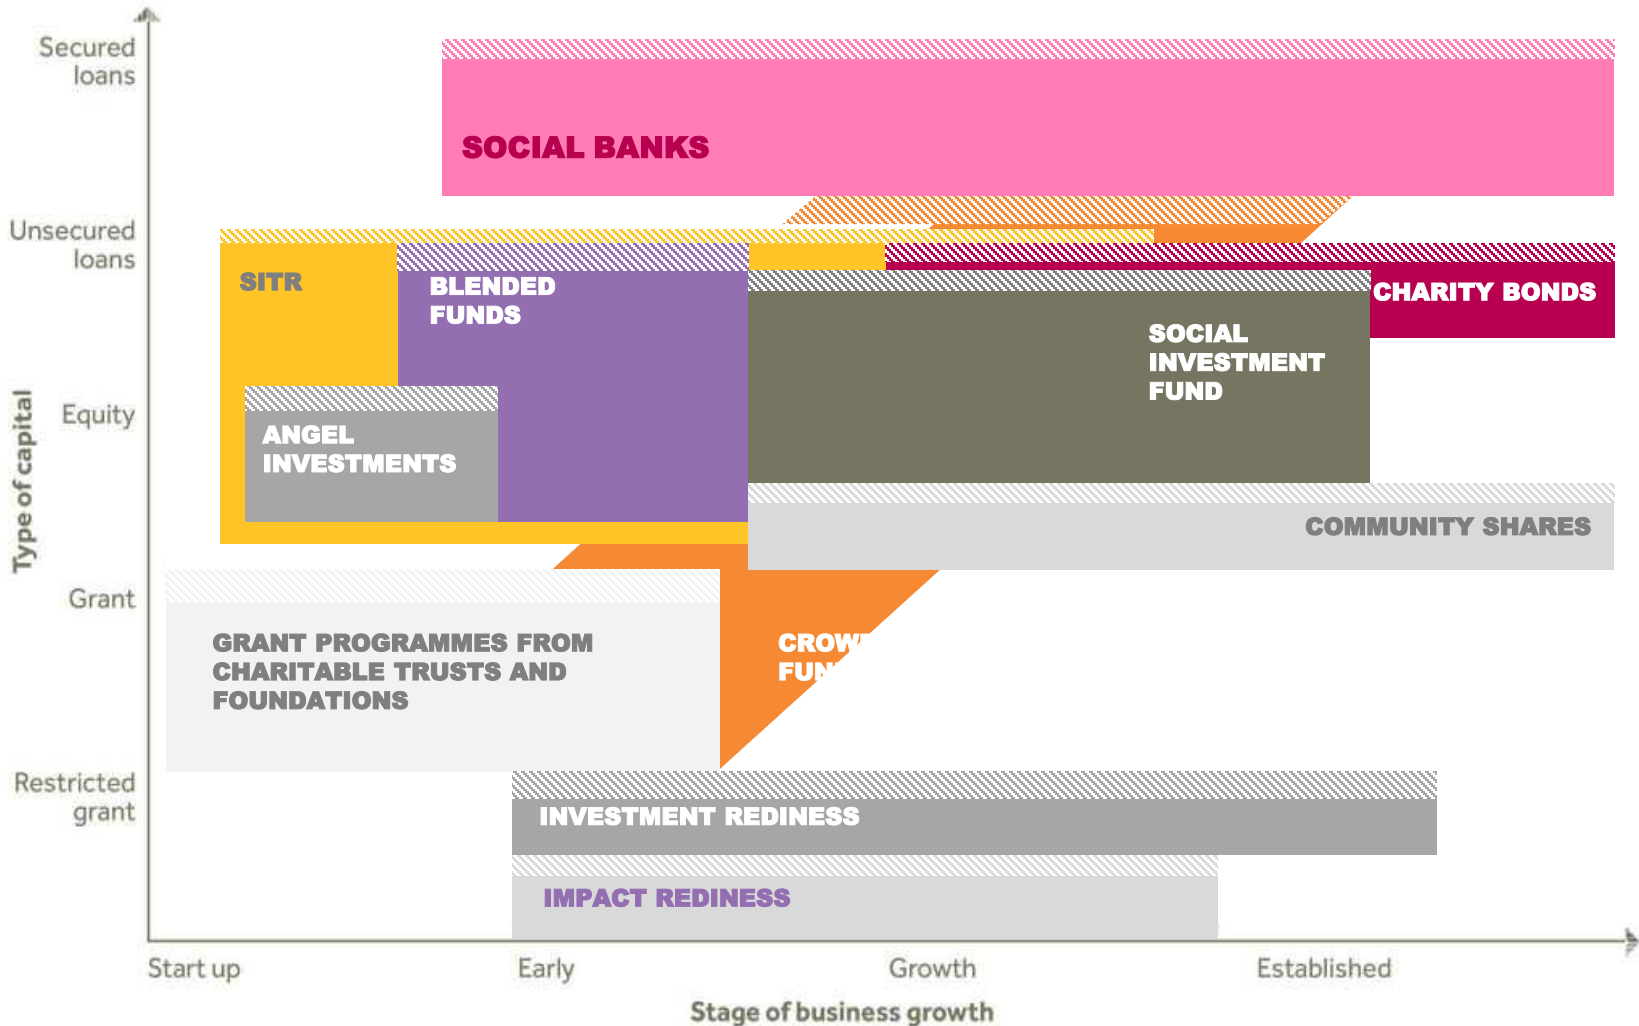 Secured
loans
SOCIAL BANKS
Unsecured
loans
SITR
BLENDED
FUNDS
CHARITY BONDS
SOCIAL
INVESTMENT
FUND
Type of capital
Equity
ANGEL
INVESTMENTS
COMMUNITY SHARES
Grant
GRANT PROGRAMMES FROM
CHARITABLE TRUSTS AND
FOUNDATIONS
Restricted
grant
INVESTMENT REDINESS
IMPACT REDINESS
Start up
Early
Growth
Established
Stage of business growth